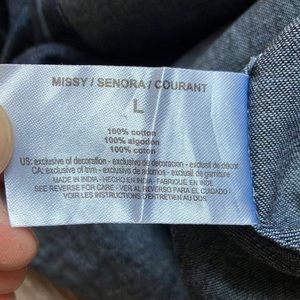 MISSY / SENORA / COURANT
L
100% cotton
100% algodón
100% coton
US: exclusive of decoration - exclusivo de decoracion - exclusif de décor
CA: exclusive of trim - exclusivo de adornos - exclusif de garniture
MADE IN INDIA - HECHO EN INDIA - FABRIQUÉ EN INDE
SEE REVERSE FOR CARE - VER AL REVERSO PARA EL CUIDADO -
VOIR LES INSTRUCTIONS D'ENTRETIEN AU DOS